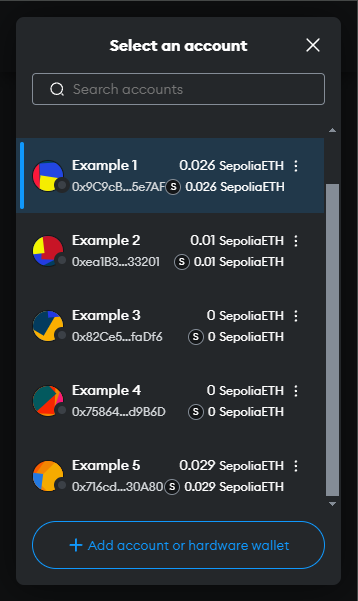 Select an account
Search accounts
Example 1 0.026 SepoliaETH
0x9C9cB...5e7AF S 0.026 SepoliaETH
Example 2 0.01 SepoliaETH
0xea1B3...33201 S 0.01 SepoliaETH
Example 3 0 SepoliaETH
0x82Ce5...faDf6 S 0 SepoliaETH
Example 4 0 SepoliaETH
0x75864...d9B6D S 0 SepoliaETH
Example 5 0.029 SepoliaETH
0x716cd...30A80 S 0.029 SepoliaETH
+ Add account or hardware wallet